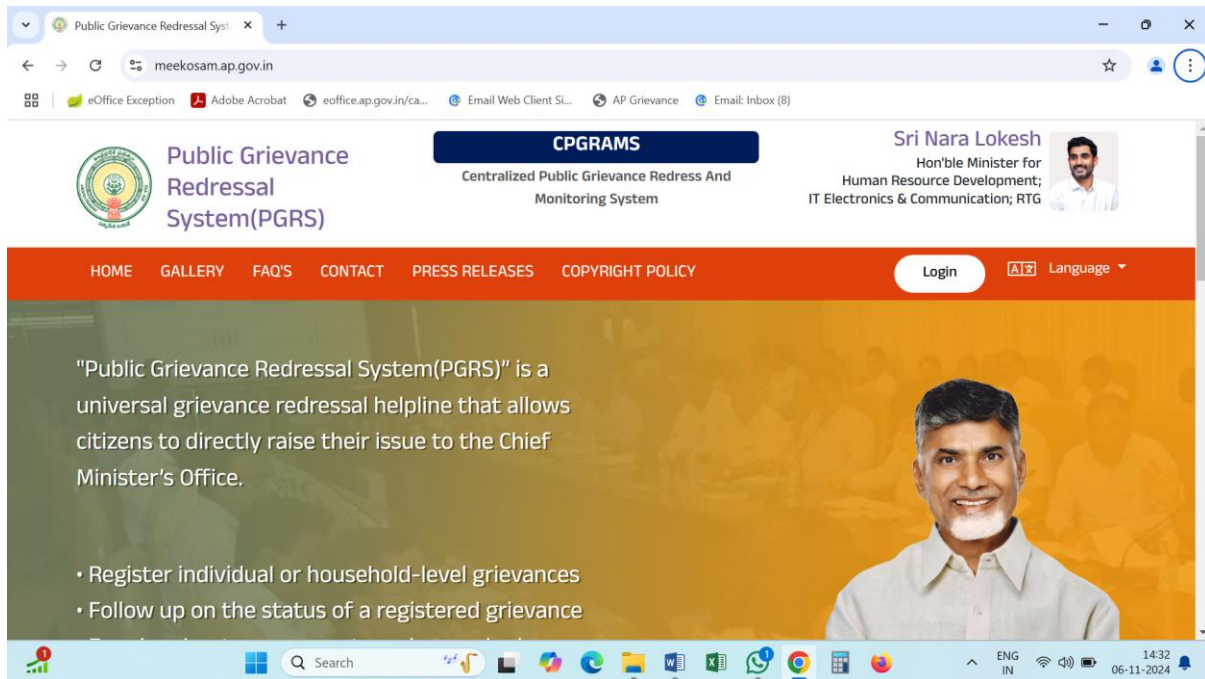 Public Grievance Redressal Syst
meekosam.ap.gov.in
eOffice Exception
Adobe Acrobat
eoffice.ap.gov.in/ca...
Email Web Client Si...
AP Grievance
Email: Inbox (8)
Public Grievance
Redressal
System(PGRS)
CPGRAMS
Centralized Public Grievance Redress And
Monitoring System
Sri Nara Lokesh
Hon'ble Minister for
Human Resource Development;
IT Electronics & Communication; RTG
HOME GALLERY FAQ'S CONTACT PRESS RELEASES COPYRIGHT POLICY
Login
Language
"Public Grievance Redressal System(PGRS)" is a
universal grievance redressal helpline that allows
citizens to directly raise their issue to the Chief
Minister's Office.
• Register individual or household-level grievances
• Follow up on the status of a registered grievance
Search
ENG
IN
14:32
06-11-2024